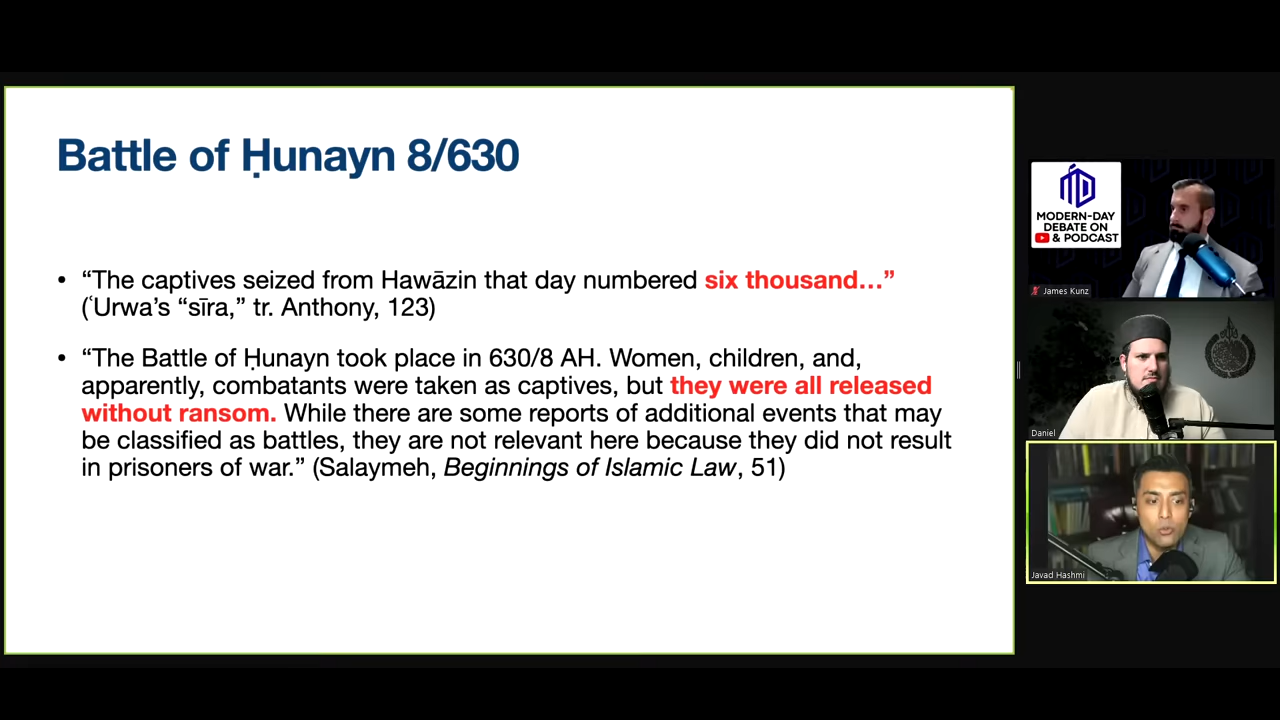 Battle of Ḥunayn 8/630
• “The captives seized from Hawāzin that day numbered six thousand…”
(ʿUrwa’s “sīra,” tr. Anthony, 123)
• “The Battle of Ḥunayn took place in 630/8 AH. Women, children, and,
apparently, combatants were taken as captives, but they were all released
without ransom. While there are some reports of additional events that may
be classified as battles, they are not relevant here because they did not result
in prisoners of war.” (Salaymeh, Beginnings of Islamic Law, 51)
MODERN-DAY
DEBATE ON
& PODCAST
James Kunz
Daniel
Javad Hashmi